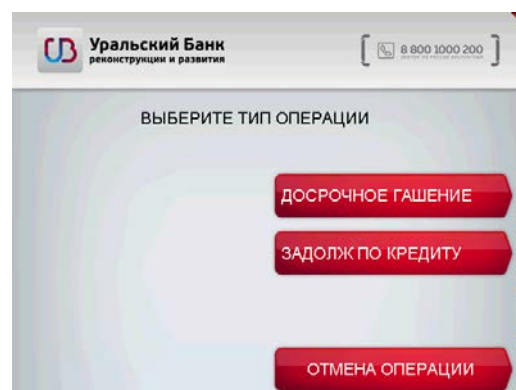 Уральский Банк
реконструкции и развития
8 800 1000 200
ВЫБЕРИТЕ ТИП ОПЕРАЦИИ
ДОСРОЧНОЕ ГАШЕНИЕ
ЗАДОЛЖ ПО КРЕДИТУ
ОТМЕНА ОПЕРАЦИИ